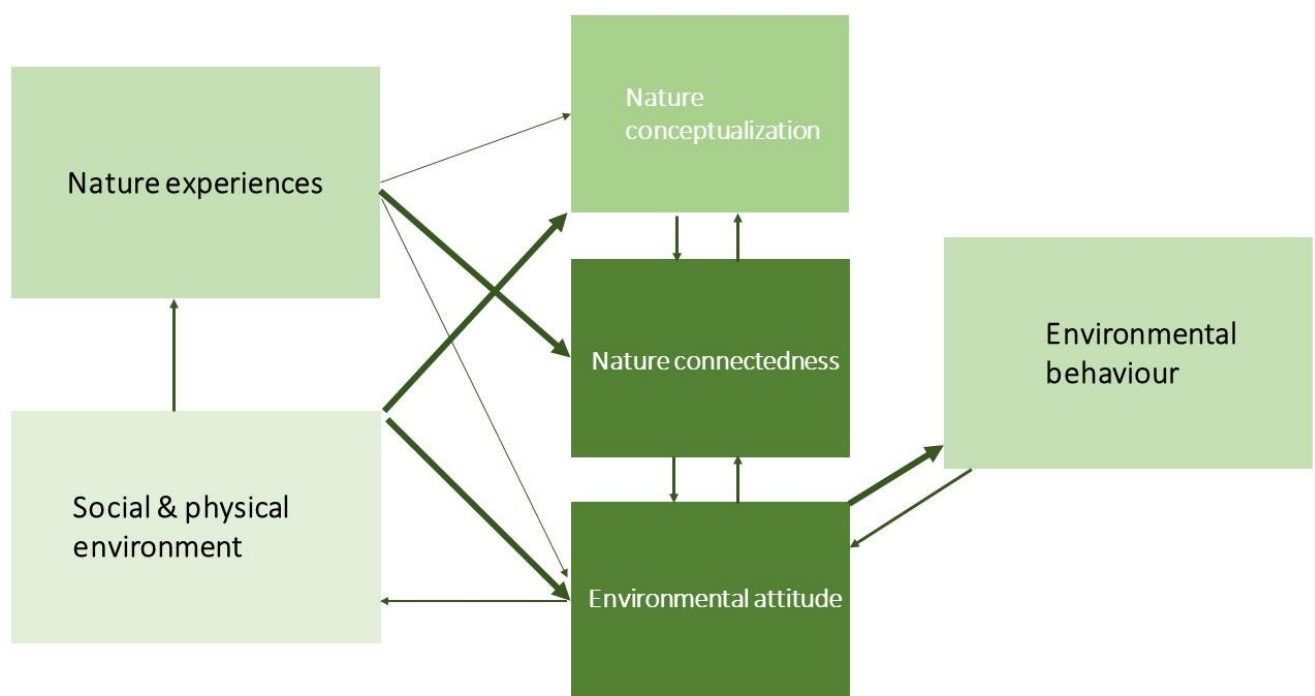 Nature
conceptualization
Nature experiences
Nature connectedness
Environmental
behaviour
Social & physical
environment
Environmental attitude